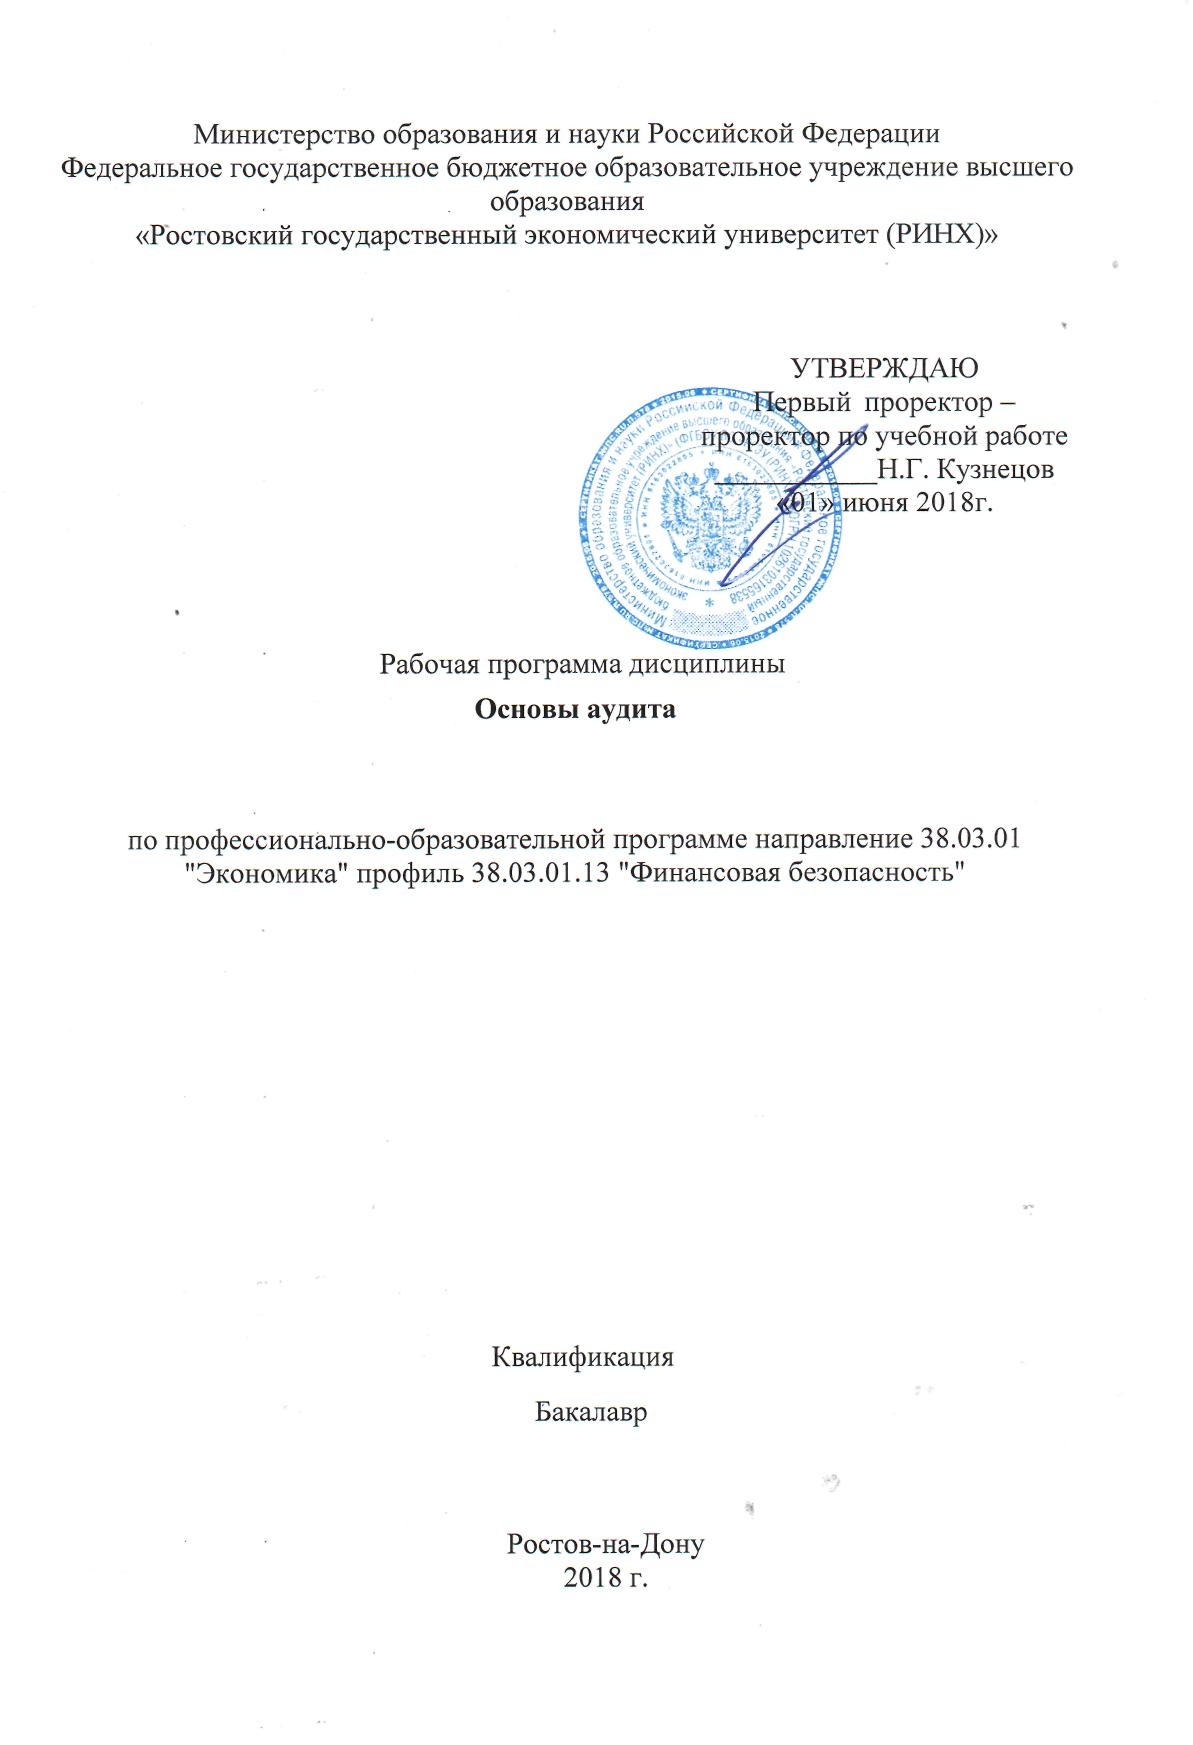 Министерство образования и науки Российской Федерации
Федеральное государственное бюджетное образовательное учреждение высшего
образования
«Ростовский государственный экономический университет (РИНХ)»
УТВЕРЖДАЮ
Первый проректор –
проректор по учебной работе
____________Н.Г. Кузнецов
«01» июня 2018г.
Рабочая программа дисциплины
Основы аудита
по профессионально-образовательной программе направление 38.03.01
"Экономика" профиль 38.03.01.13 "Финансовая безопасность"
Квалификация
Бакалавр
Ростов-на-Дону
2018 г.